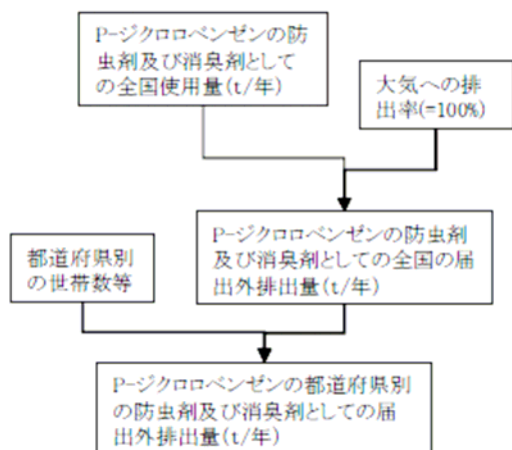 P-ジクロロベンゼンの防
虫剤及び消臭剤として
の全国使用量(t/年)
大気への排
出率(=100%)
P-ジクロロベンゼンの防虫剤
及び消臭剤としての全国の届
出外排出量(t/年)
都道府県別
の世帯数等
P-ジクロロベンゼンの都道府県別
の防虫剤及び消臭剤としての届
出外排出量(t/年)